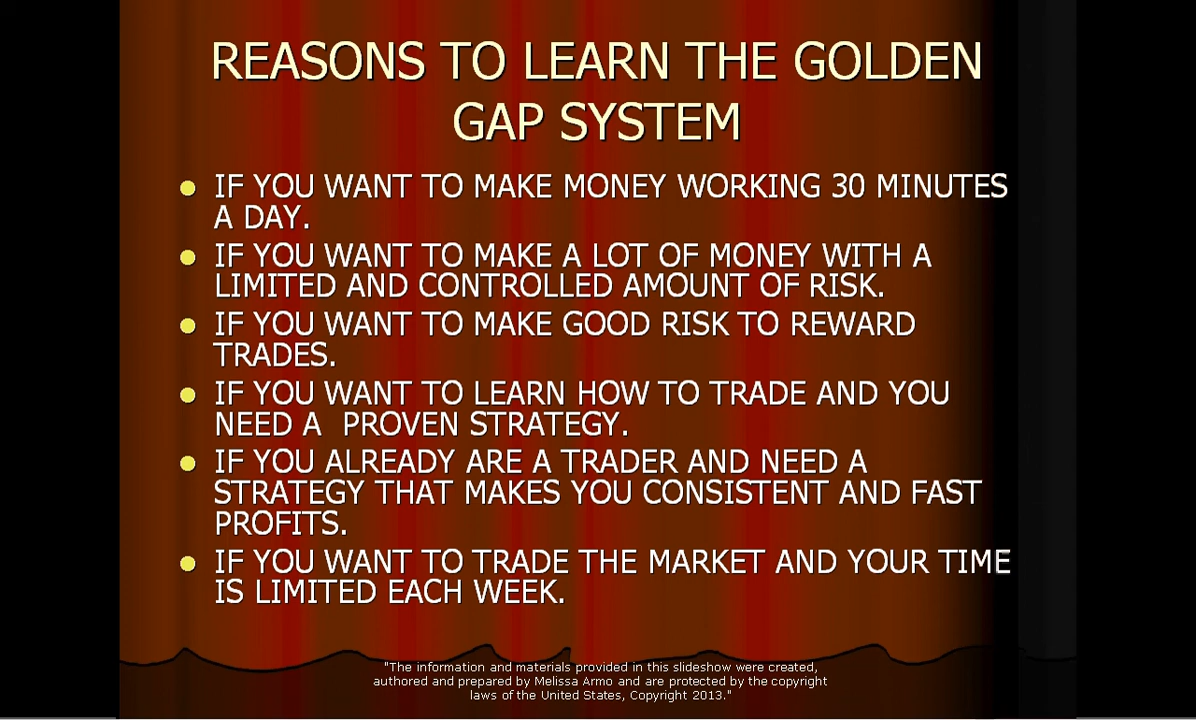 REASONS TO LEARN THE GOLDEN
GAP SYSTEM
IF YOU WANT TO MAKE MONEY WORKING 30 MINUTES
A DAY.
IF YOU WANT TO MAKE A LOT OF MONEY WITH A
LIMITED AND CONTROLLED AMOUNT OF RISK.
IF YOU WANT TO MAKE GOOD RISK TO REWARD
TRADES.
IF YOU WANT TO LEARN HOW TO TRADE AND YOU
NEED A  PROVEN STRATEGY.
IF YOU ALREADY ARE A TRADER AND NEED A
STRATEGY THAT MAKES YOU CONSISTENT AND FAST
PROFITS.
IF YOU WANT TO TRADE THE MARKET AND YOUR TIME
IS LIMITED EACH WEEK.
"The information and materials provided in this slideshow were created,
authored and prepared by Melissa Armo and are protected by the copyright
laws of the United States, Copyright 2013."